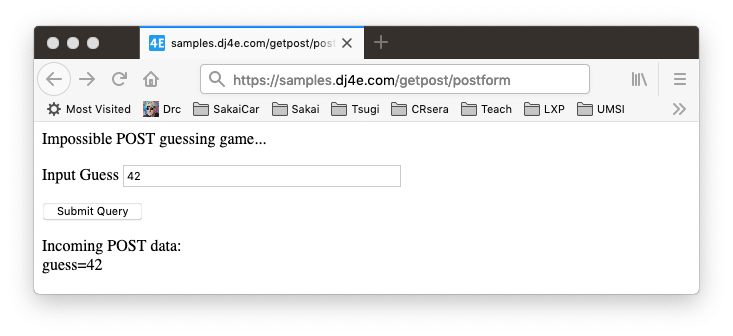 4E samples.dj4e.com/getpost/post
https://samples.dj4e.com/getpost/postform
Most Visited Drc SakaiCar Sakai Tsugi CRsera Teach LXP UMSI
Impossible POST guessing game...
Input Guess 42
Submit Query
Incoming POST data:
guess=42